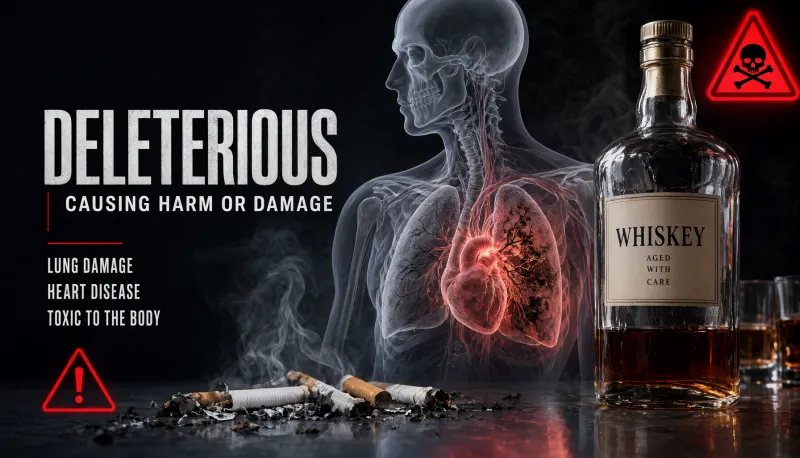 DELETERIOUS
CAUSING HARM OR DAMAGE
LUNG DAMAGE
HEART DISEASE
TOXIC TO THE BODY
WHISKEY
AGED
WITH
CARE